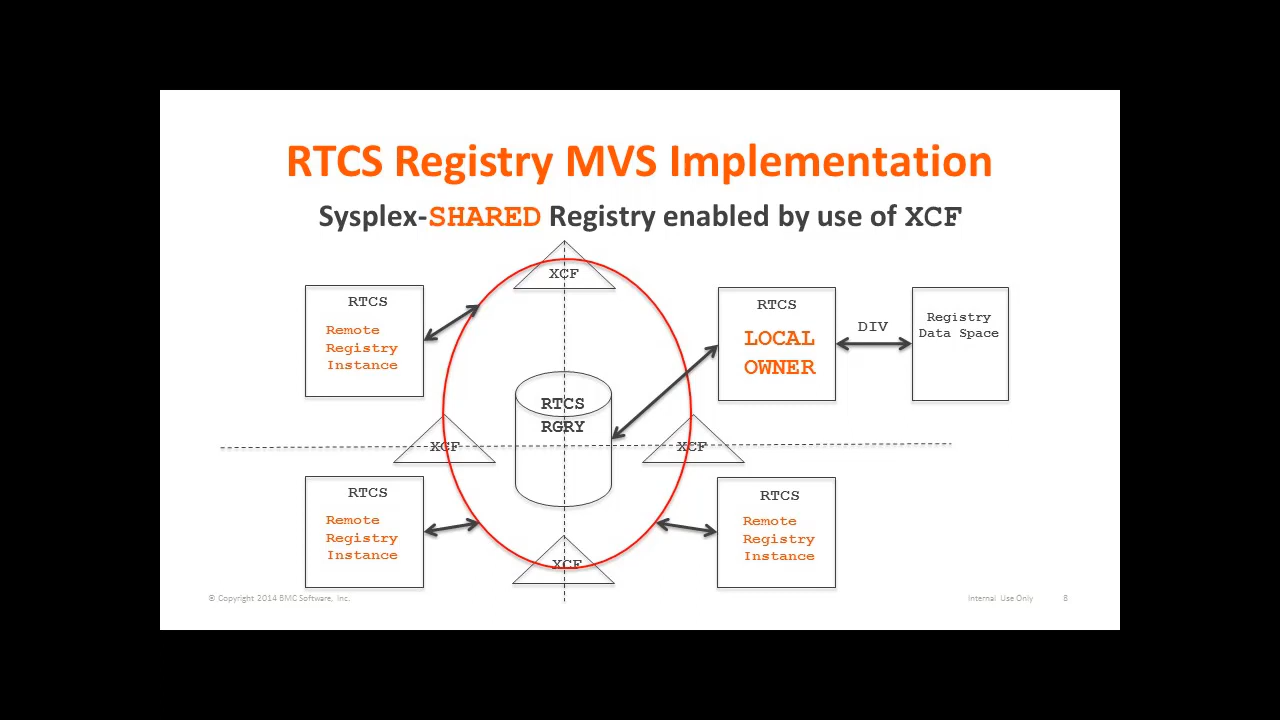 RTCS Registry MVS Implementation
Sysplex-SHARED Registry enabled by use of XCF
XCF
RTCS
Remote
Registry
Instance
RTCS
LOCAL
OWNER
DIV
Registry
Data Space
RTCS
RGRY
XCF
XCF
RTCS
Remote
Registry
Instance
RTCS
Remote
Registry
Instance
XCF
© Copyright 2014 BMC Software, Inc.
Internal Use Only
8